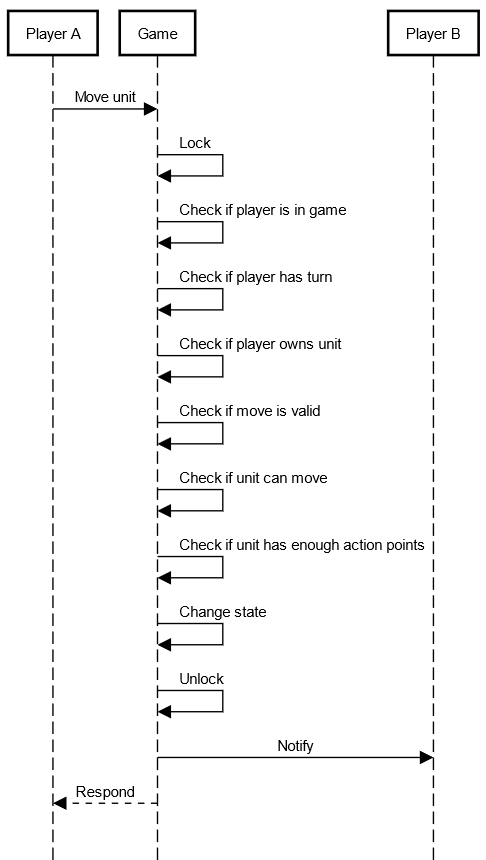 Player A
Game
Player B
Move unit
Lock
Check if player is in game
Check if player has turn
Check if player owns unit
Check if move is valid
Check if unit can move
Check if unit has enough action points
Change state
Unlock
Notify
Respond